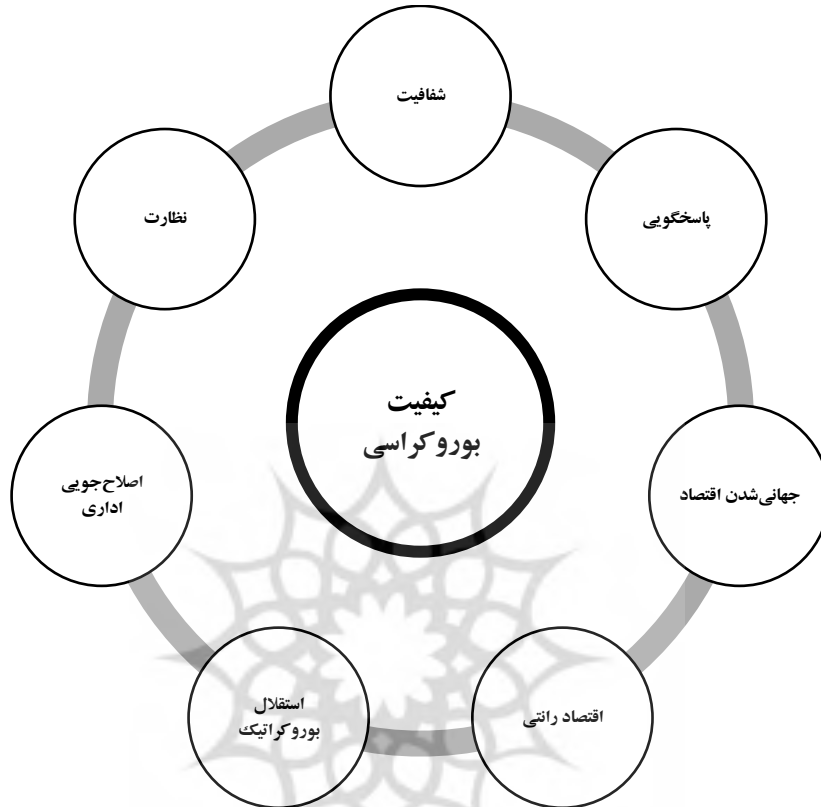 شفافیت
پاسخگویی
نظارت
کیفیت
بوروکراسی
جهانی‌شدن اقتصاد
اصلاح‌جویی
اداری
اقتصاد رانتی
استقلال
بوروکراتیک